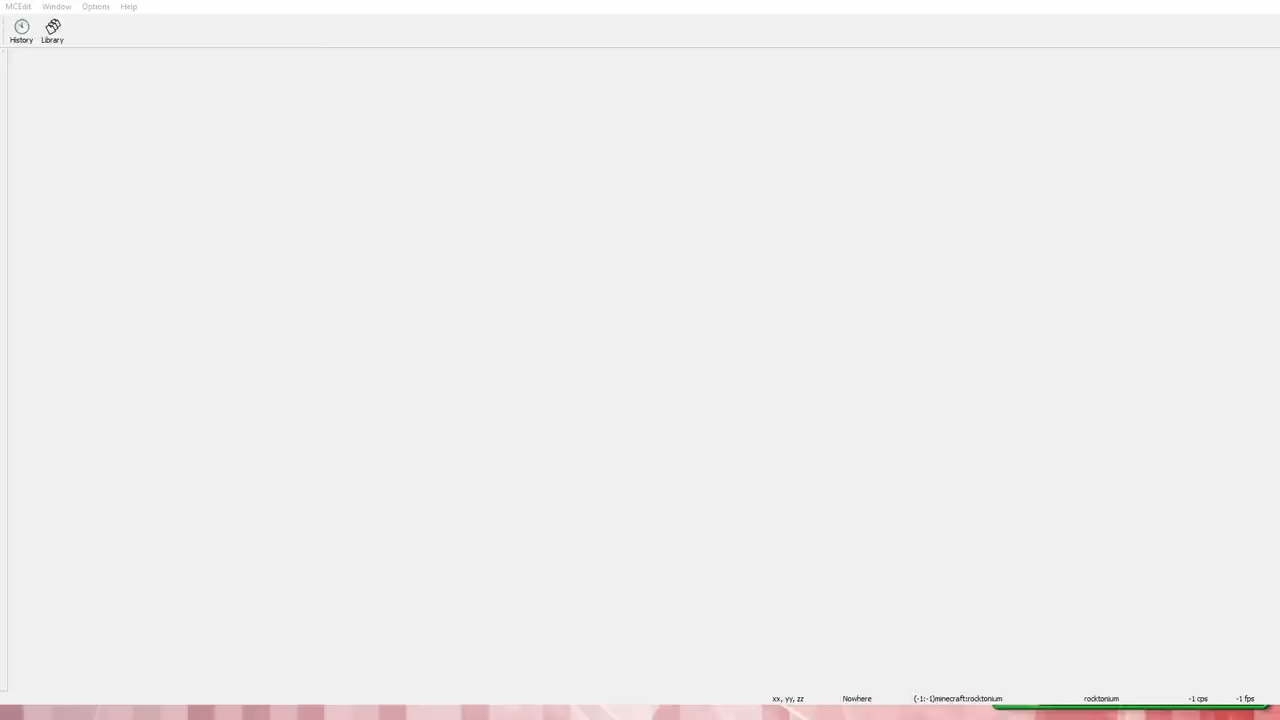 MCEdit Window Options Help
History Library
xx, yy, zz Nowhere (-1:-1)minecraft:rocktonium rocktonium -1 cps -1 fps